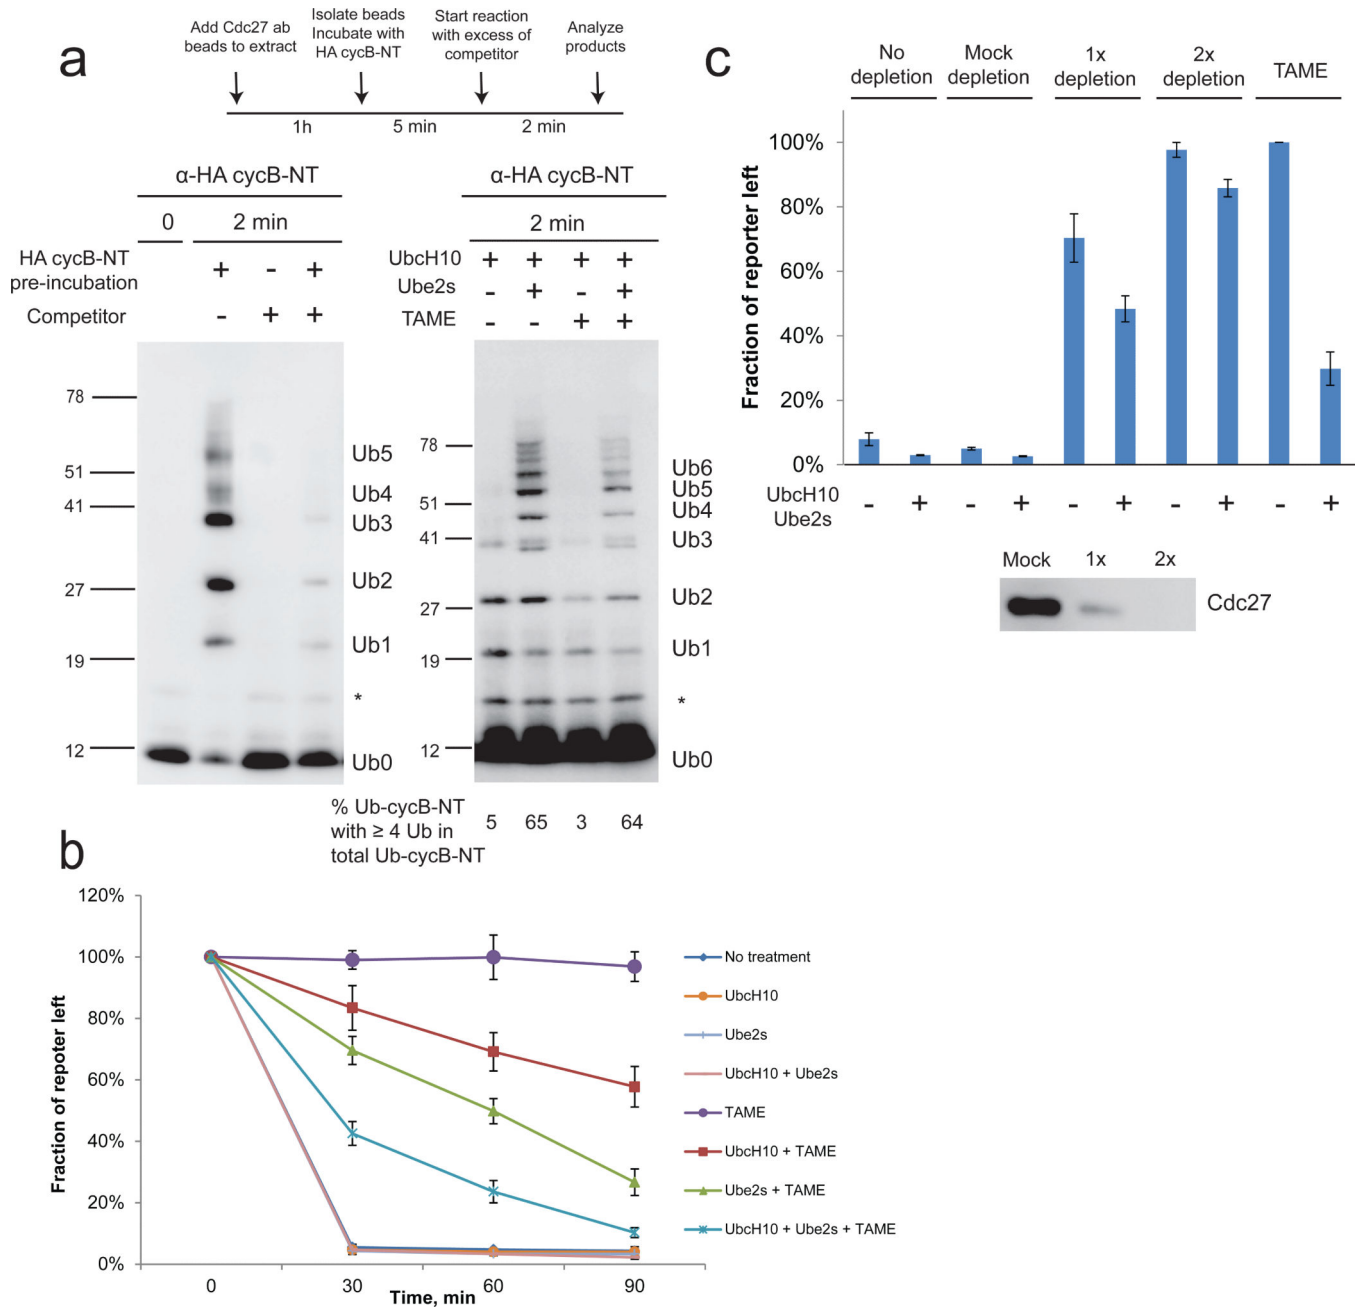 a
Add Cdc27 ab
beads to extract
Isolate beads
Incubate with
HA cycB-NT
Start reaction
with excess of
competitor
Analyze
products
1h
5 min
2 min
α-HA cycB-NT
0
2 min
HA cycB-NT
pre-incubation
+ - +
Competitor
- + +
78
51
41
27
19
12
Ub5
Ub4
Ub3
Ub2
Ub1
*
Ub0
α-HA cycB-NT
2 min
UbcH10 + + + +
Ube2s - + - +
TAME - - + +
78
51
41
27
19
12
Ub6
Ub5
Ub4
Ub3
Ub2
Ub1
*
Ub0
% Ub-cycB-NT
with ≥ 4 Ub in
total Ub-cycB-NT
5 65 3 64
b
Fraction of repoter left
120%
100%
80%
60%
40%
20%
0%
0 30 60 90
Time, min
No treatment
UbcH10
Ube2s
UbcH10 + Ube2s
TAME
UbcH10 + TAME
Ube2s + TAME
UbcH10 + Ube2s + TAME
c
No
depletion
Mock
depletion
1x
depletion
2x
depletion
TAME
Fraction of reporter left
100%
80%
60%
40%
20%
0%
UbcH10
Ube2s
- + - + - + - + - +
Mock 1x 2x
Cdc27